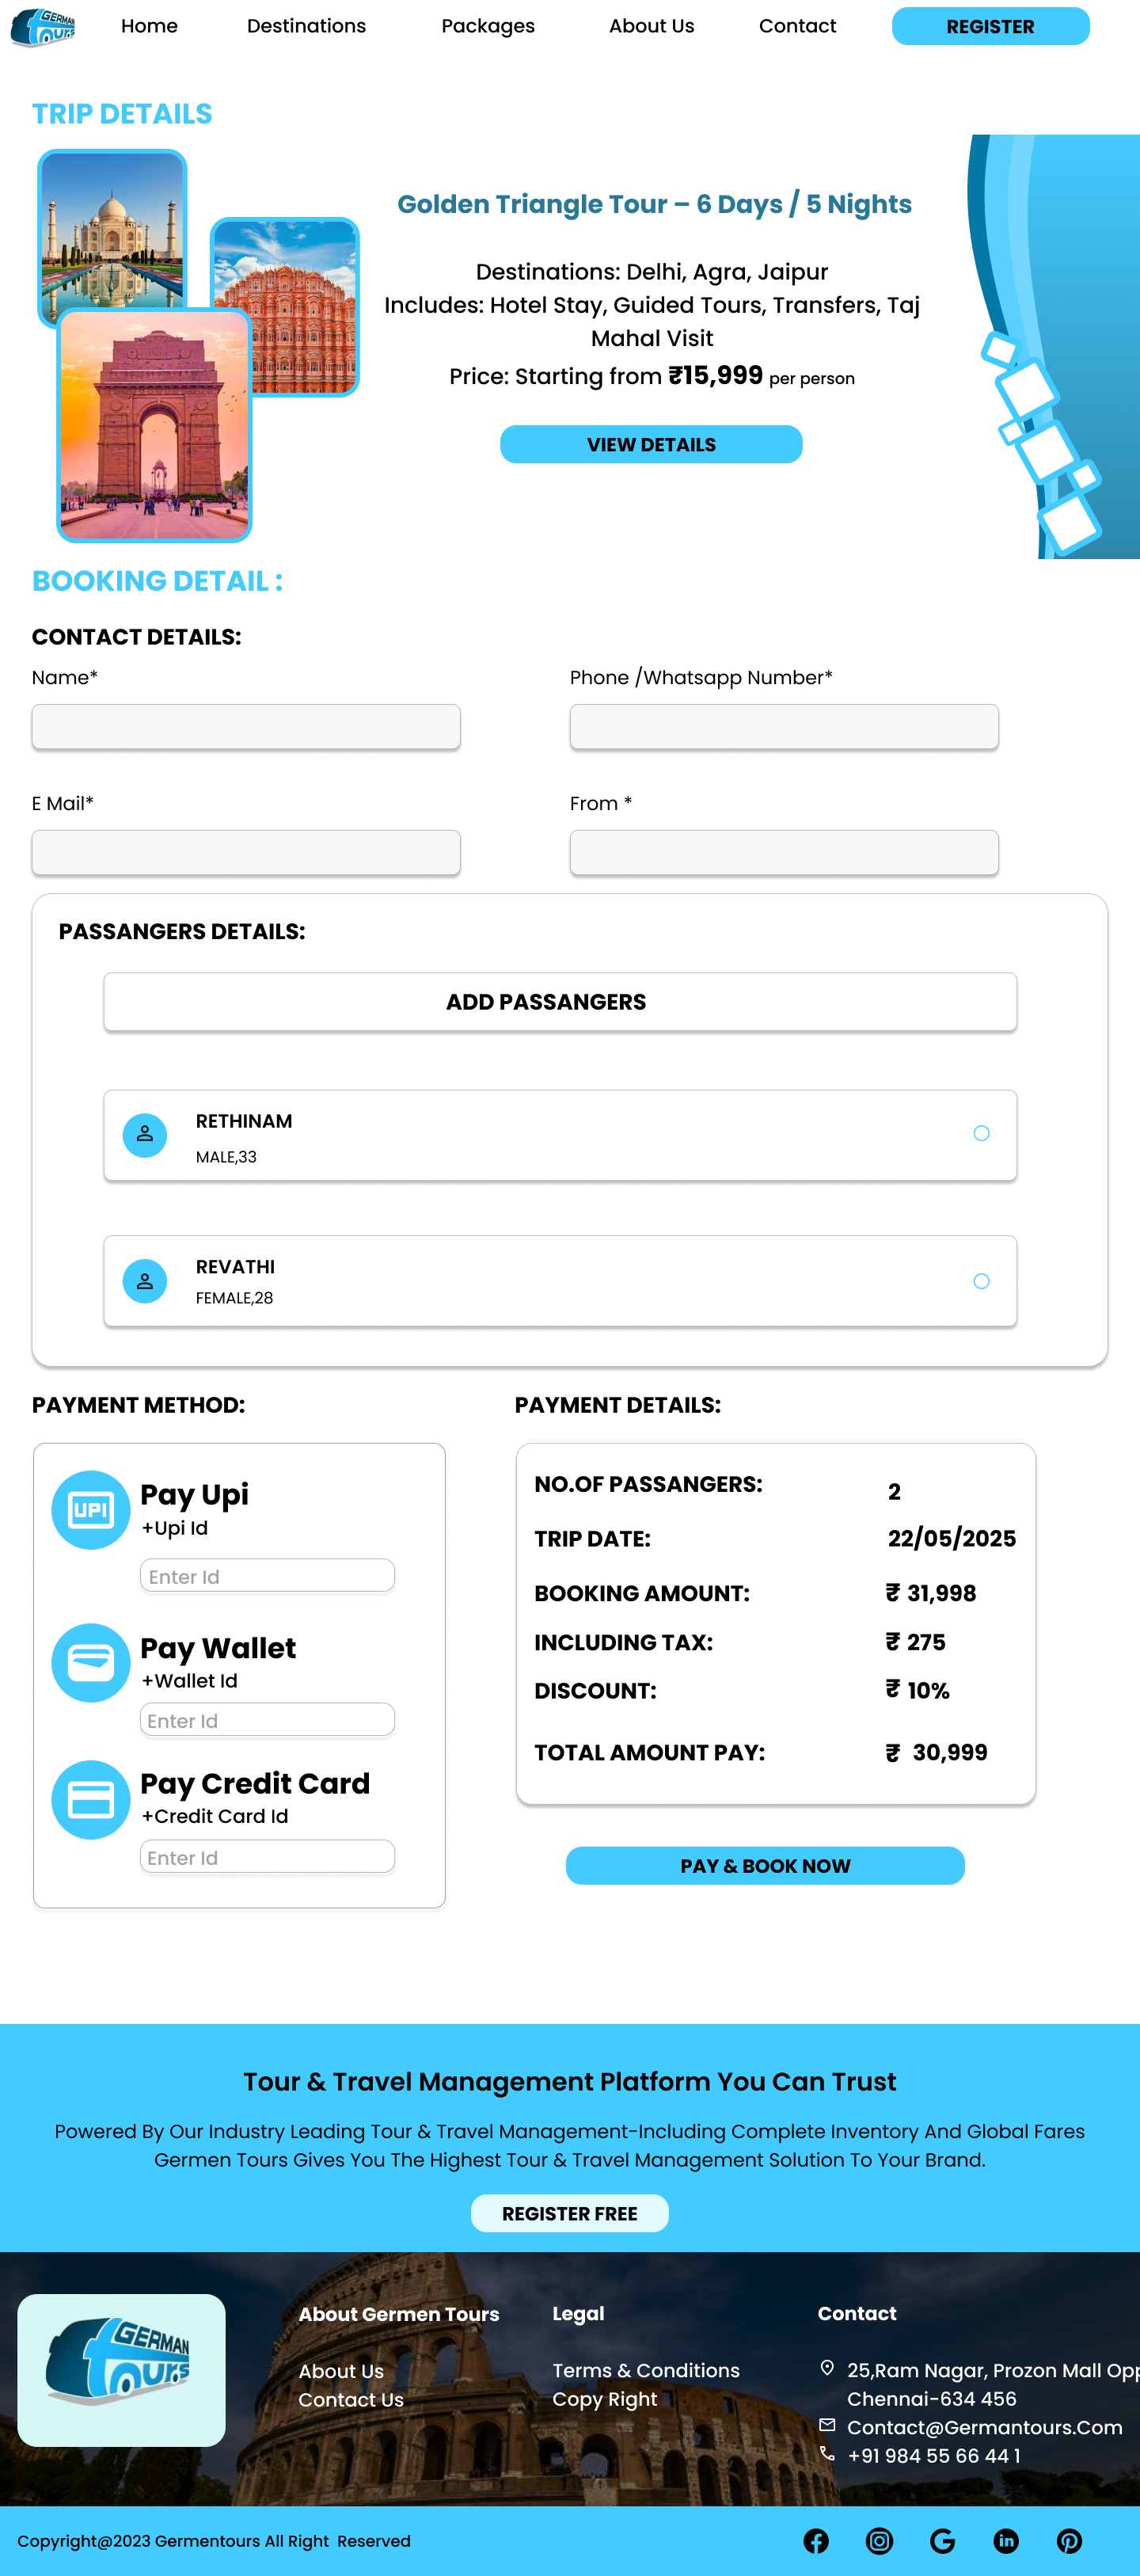 GERMAN
Tours
Home
Destinations
Packages
About Us
Contact
REGISTER
TRIP DETAILS
Golden Triangle Tour – 6 Days / 5 Nights
Destinations: Delhi, Agra, Jaipur
Includes: Hotel Stay, Guided Tours, Transfers, Taj
Mahal Visit
Price: Starting from ₹15,999 per person
VIEW DETAILS
BOOKING DETAIL :
CONTACT DETAILS:
Name*
Phone /Whatsapp Number*
E Mail*
From *
PASSANGERS DETAILS:
ADD PASSANGERS
RETHINAM
MALE,33
REVATHI
FEMALE,28
PAYMENT METHOD:
UPI
Pay Upi
+Upi Id
Enter Id
Pay Wallet
+Wallet Id
Enter Id
Pay Credit Card
+Credit Card Id
Enter Id
PAYMENT DETAILS:
NO.OF PASSANGERS: 2
TRIP DATE: 22/05/2025
BOOKING AMOUNT: ₹ 31,998
INCLUDING TAX: ₹ 275
DISCOUNT: ₹ 10%
TOTAL AMOUNT PAY: ₹ 30,999
PAY & BOOK NOW
Tour & Travel Management Platform You Can Trust
Powered By Our Industry Leading Tour & Travel Management-Including Complete Inventory And Global Fares
Germen Tours Gives You The Highest Tour & Travel Management Solution To Your Brand.
REGISTER FREE
GERMAN
Tours
About Germen Tours
About Us
Contact Us
Legal
Terms & Conditions
Copy Right
Contact
25,Ram Nagar, Prozon Mall Opp
Chennai-634 456
Contact@Germantours.Com
+91 984 55 66 44 1
Copyright@2023 Germentours All Right  Reserved